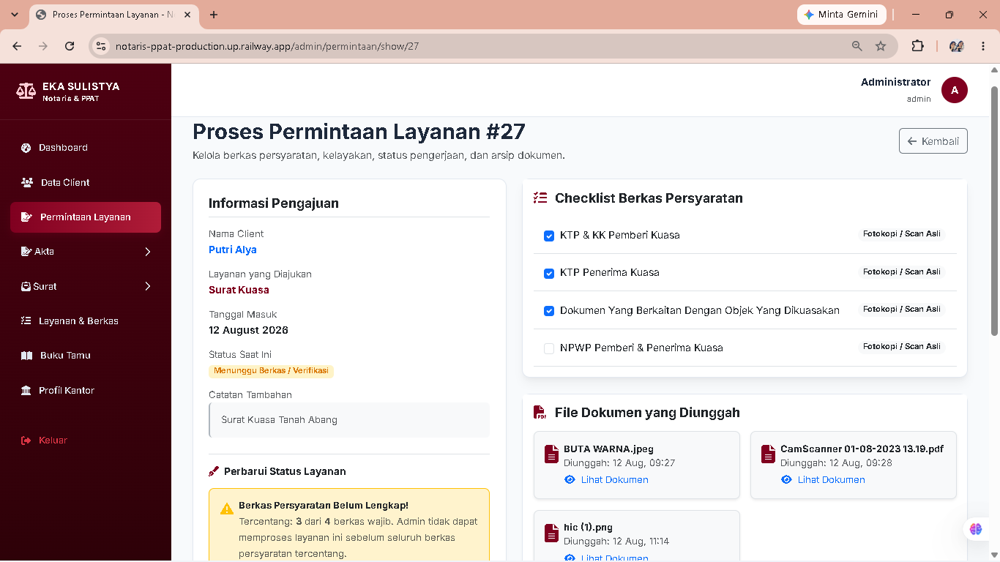 Proses Permintaan Layanan - N
Minta Gemini
notaris-ppat-production.up.railway.app/admin/permintaan/show/27
EKA SULISTYA
Notaris & PPAT
Administrator
admin
A
Dashboard
Data Client
Permintaan Layanan
Akta
Surat
Layanan & Berkas
Buku Tamu
Profil Kantor
Keluar
Proses Permintaan Layanan #27
Kelola berkas persyaratan, kelayakan, status pengerjaan, dan arsip dokumen.
Kembali
Informasi Pengajuan
Nama Client
Putri Alya
Layanan yang Diajukan
Surat Kuasa
Tanggal Masuk
12 August 2026
Status Saat Ini
Menunggu Berkas / Verifikasi
Catatan Tambahan
Surat Kuasa Tanah Abang
Perbarui Status Layanan
Berkas Persyaratan Belum Lengkap!
Tercentang: 3 dari 4 berkas wajib. Admin tidak dapat
memproses layanan ini sebelum seluruh berkas
persyaratan tercentang.
Checklist Berkas Persyaratan
KTP & KK Pemberi Kuasa Fotokopi / Scan Asli
KTP Penerima Kuasa Fotokopi / Scan Asli
Dokumen Yang Berkaitan Dengan Objek Yang Dikuasakan Fotokopi / Scan Asli
NPWP Pemberi & Penerima Kuasa Fotokopi / Scan Asli
PDF
File Dokumen yang Diunggah
BUTA WARNA.jpeg
Diunggah: 12 Aug, 09:27
Lihat Dokumen
CamScanner 01-08-2023 13.19.pdf
Diunggah: 12 Aug, 09:28
Lihat Dokumen
hic (1).png
Diunggah: 12 Aug, 11:14
Lihat Dokumen